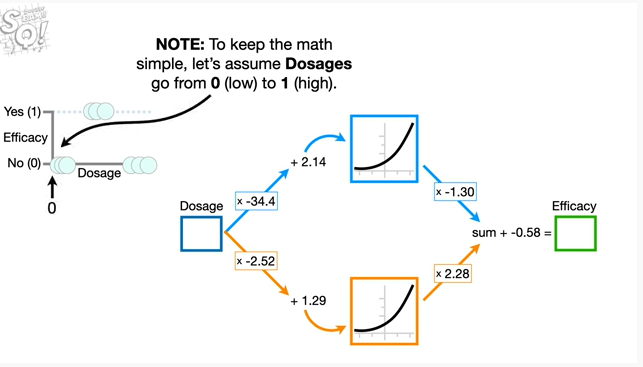 NOTE: To keep the math
simple, let's assume Dosages
go from 0 (low) to 1 (high).
Yes (1)
Efficacy
No (0)
Dosage
0
+ 2.14
x -34.4
x -1.30
Dosage
Efficacy
sum + -0.58 =
x -2.52
x 2.28
+ 1.29